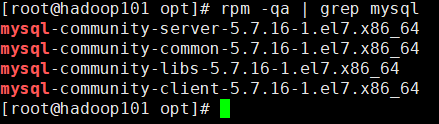 [root@hadoop101 opt]# rpm -qa | grep mysql
mysql-community-server-5.7.16-1.el7.x86_64
mysql-community-common-5.7.16-1.el7.x86_64
mysql-community-libs-5.7.16-1.el7.x86_64
mysql-community-client-5.7.16-1.el7.x86_64
[root@hadoop101 opt]#